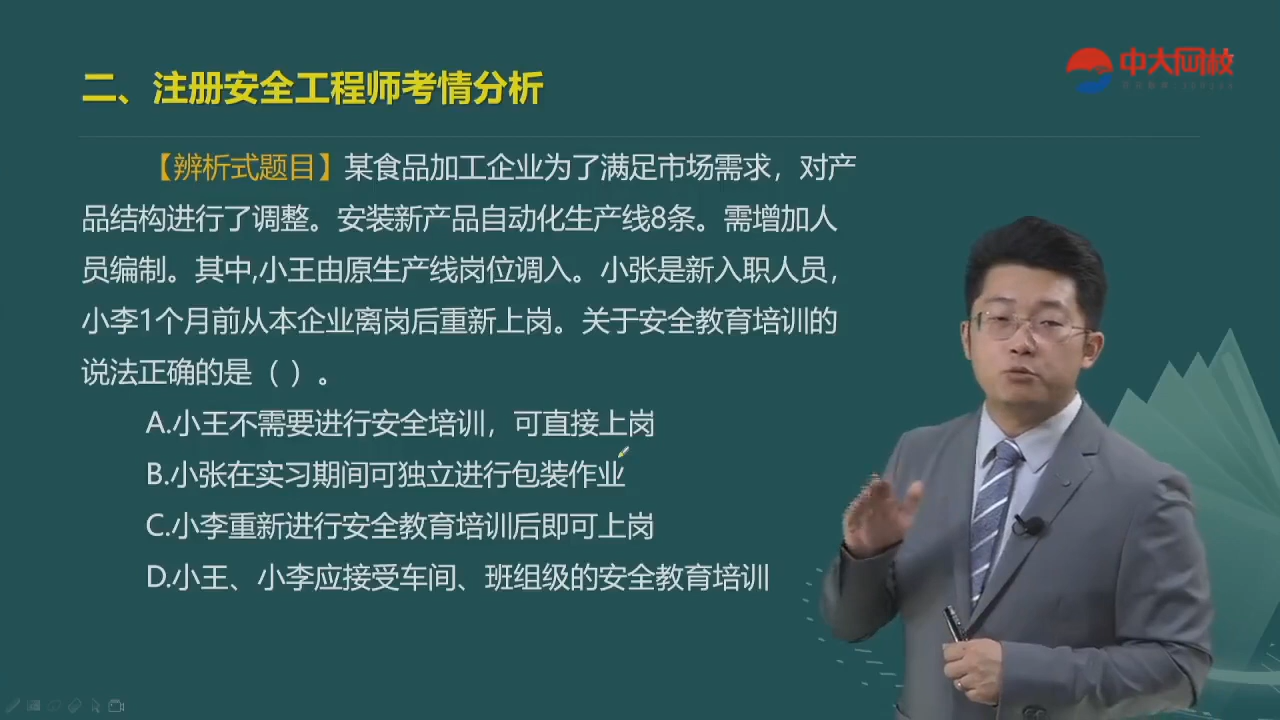 二、注册安全工程师考情分析
中大网校
【辨析式题目】某食品加工企业为了满足市场需求，对产
品结构进行了调整。安装新产品自动化生产线8条。需增加人
员编制。其中,小王由原生产线岗位调入。小张是新入职人员，
小李1个月前从本企业离岗后重新上岗。关于安全教育培训的
说法正确的是（ ）。
A.小王不需要进行安全培训，可直接上岗
B.小张在实习期间可独立进行包装作业
C.小李重新进行安全教育培训后即可上岗
D.小王、小李应接受车间、班组级的安全教育培训